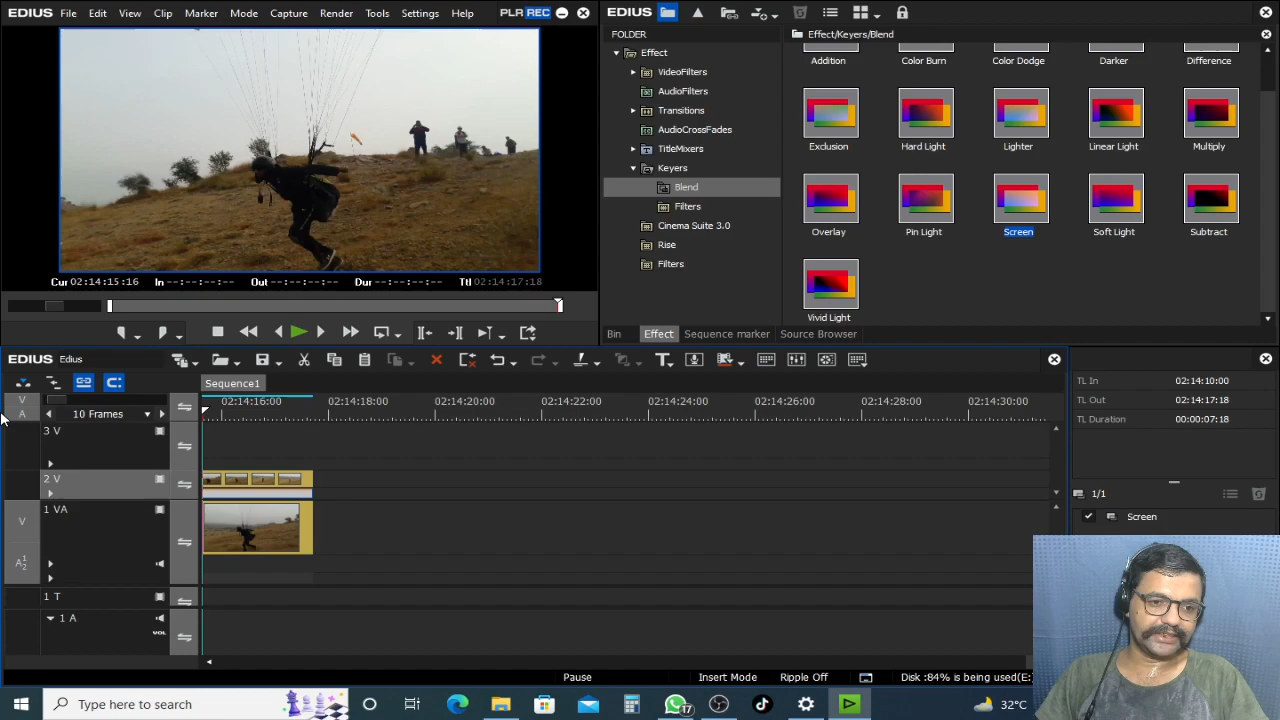 EDIUS
File
Edit
View
Clip
Marker
Mode
Capture
Render
Tools
Settings
Help
PLR REC
Cur 02:14:15:16 In --:--:--:-- Out --:--:--:-- Dur --:--:--:-- Ttl 02:14:17:18
EDIUS
FOLDER
Effect
VideoFilters
AudioFilters
Transitions
AudioCrossFades
TitleMixers
Keyers
Blend
Filters
Cinema Suite 3.0
Rise
Filters
Effect/Keyers/Blend
Addition
Color Burn
Color Dodge
Darker
Difference
Exclusion
Hard Light
Lighter
Linear Light
Multiply
Overlay
Pin Light
Screen
Soft Light
Subtract
Vivid Light
Bin
Effect
Sequence marker
Source Browser
EDIUS Edius
Sequence1
V
A
10 Frames
02:14:16:00
02:14:18:00
02:14:20:00
02:14:22:00
02:14:24:00
02:14:26:00
02:14:28:00
02:14:30:00
3 V
2 V
V
1 VA
A12
1 T
1 A
VOL
Pause
Insert Mode
Ripple Off
Disk :84% is being used(E:)
TL In 02:14:10:00
TL Out 02:14:17:18
TL Duration 00:00:07:18
1/1
Screen
Type here to search
17
32°C